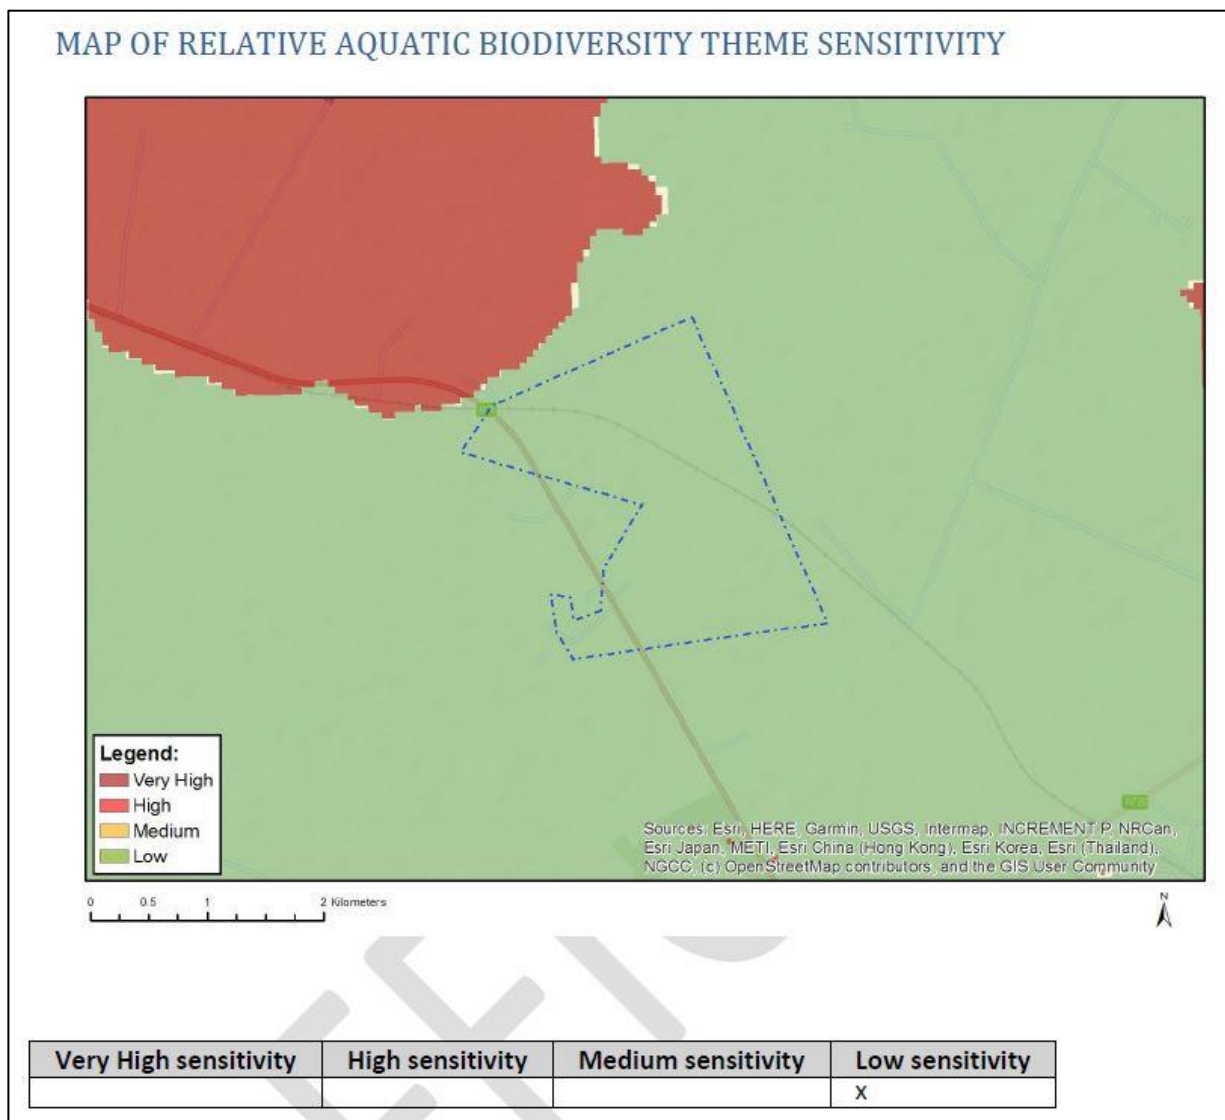 MAP OF RELATIVE AQUATIC BIODIVERSITY THEME SENSITIVITY
Legend:
Very High
High
Medium
Low
Sources: Esri, HERE, Garmin, USGS, Intermap, INCREMENT P, NRCan,
Esri Japan, METI, Esri China (Hong Kong), Esri Korea, Esri (Thailand),
NGCC, (c) OpenStreetMap contributors, and the GIS User Community
0 0.5 1 2 Kilometers
N
Very High sensitivity High sensitivity Medium sensitivity Low sensitivity
X